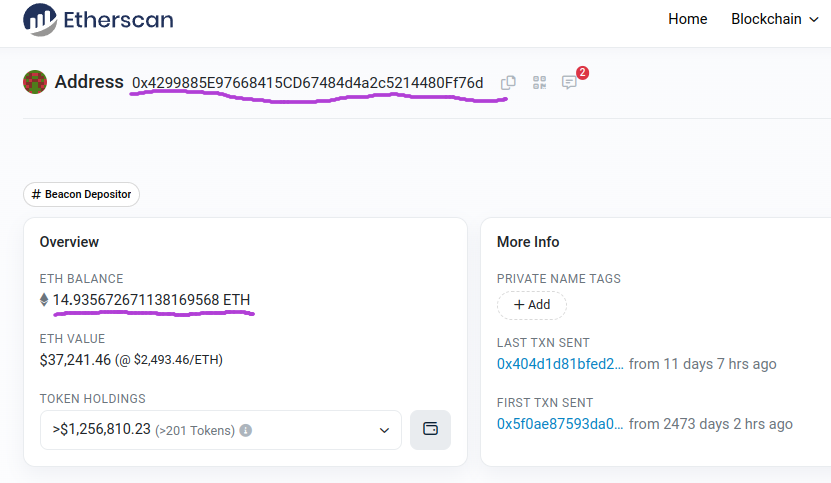 Etherscan
Home Blockchain
Address 0x4299885E97668415CD67484d4a2c5214480Ff76d 2
# Beacon Depositor
Overview
ETH BALANCE
14.935672671138169568 ETH
ETH VALUE
$37,241.46 (@ $2,493.46/ETH)
TOKEN HOLDINGS
>$1,256,810.23 (>201 Tokens)
More Info
PRIVATE NAME TAGS
+ Add
LAST TXN SENT
0x404d1d81bfed2... from 11 days 7 hrs ago
FIRST TXN SENT
0x5f0ae87593da0... from 2473 days 2 hrs ago